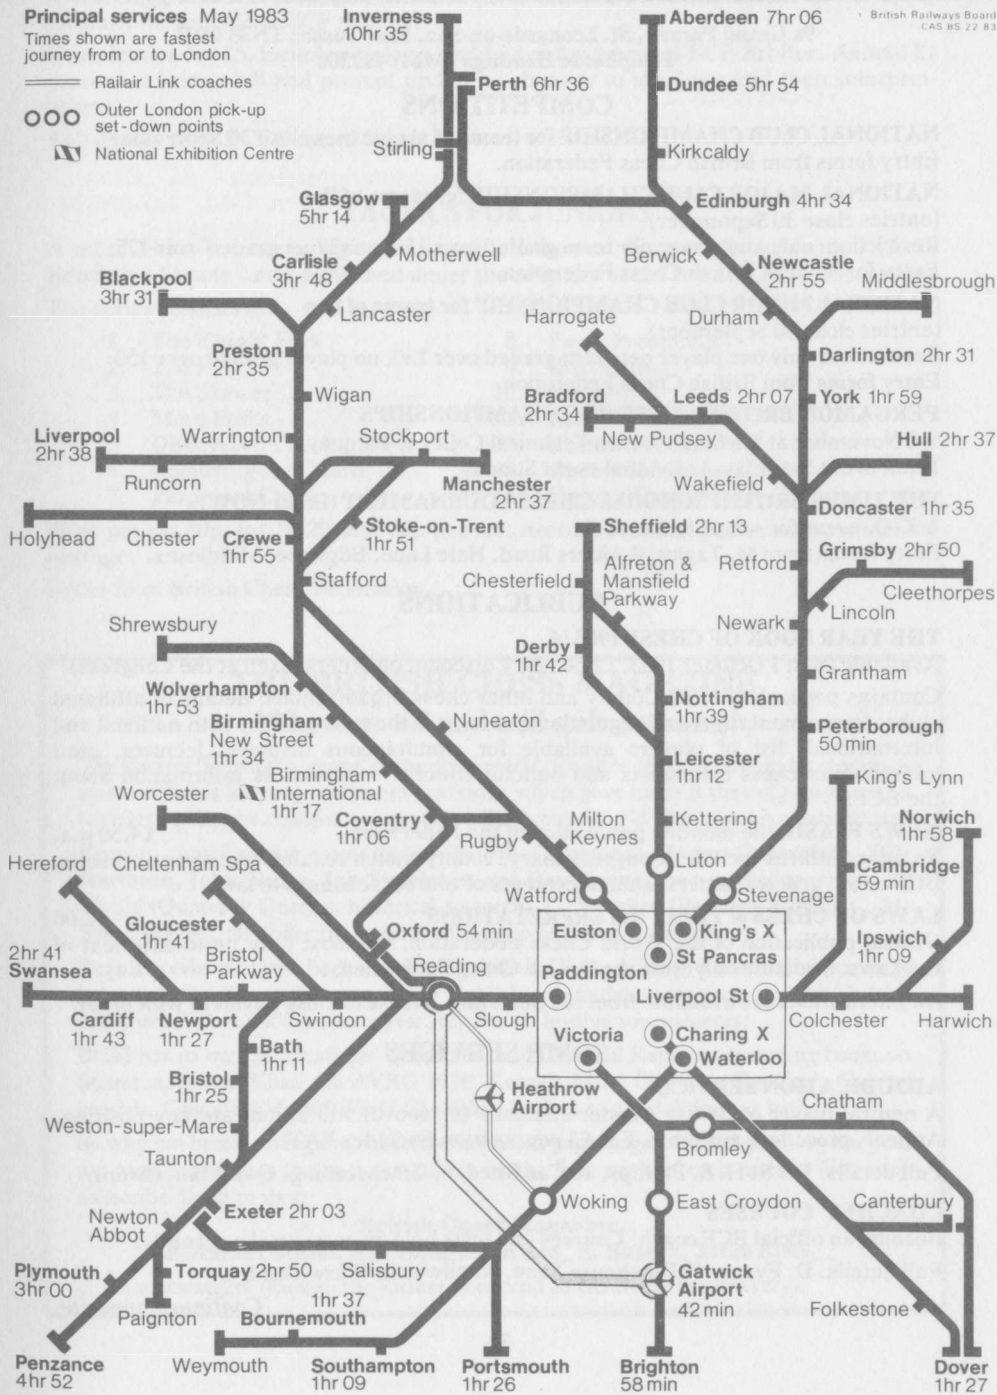 Principal services May 1983
Times shown are fastest
journey from or to London
Railair Link coaches
Outer London pick-up
set-down points
National Exhibition Centre
British Railways Board
Inverness
10hr 35
Aberdeen 7hr 06
Perth 6hr 36
Dundee 5hr 54
Stirling
Kirkcaldy
Glasgow
5hr 14
Edinburgh 4hr 34
Motherwell
Berwick
Carlisle
3hr 48
Newcastle
2hr 55
Blackpool
3hr 31
Middlesbrough
Lancaster
Harrogate
Durham
Preston
2hr 35
Darlington 2hr 31
Wigan
Bradford
2hr 34
Leeds 2hr 07
York 1hr 59
Liverpool
2hr 38
Warrington
Stockport
New Pudsey
Hull 2hr 37
Runcorn
Manchester
2hr 37
Wakefield
Doncaster 1hr 35
Holyhead
Chester
Crewe
1hr 55
Stoke-on-Trent
1hr 51
Sheffield 2hr 13
Alfreton &
Mansfield
Parkway
Retford
Grimsby 2hr 50
Cleethorpes
Stafford
Chesterfield
Lincoln
Shrewsbury
Newark
Derby
1hr 42
Grantham
Wolverhampton
1hr 53
Nottingham
1hr 39
Birmingham
New Street
1hr 34
Nuneaton
Peterborough
50 min
Leicester
1hr 12
King's Lynn
Birmingham
International
1hr 17
Worcester
Norwich
1hr 58
Coventry
1hr 06
Rugby
Milton
Keynes
Kettering
Hereford
Cheltenham Spa
Luton
Cambridge
59 min
Watford
Stevenage
Gloucester
1hr 41
Oxford 54 min
Euston
King's X
St Pancras
Ipswich
1hr 09
2hr 41
Swansea
Bristol
Parkway
Reading
Paddington
Liverpool St
Cardiff
1hr 43
Newport
1hr 27
Swindon
Slough
Colchester
Harwich
Victoria
Charing X
Waterloo
Bath
1hr 11
Bristol
1hr 25
Heathrow
Airport
Chatham
Weston-super-Mare
Bromley
Taunton
Exeter 2hr 03
Woking
East Croydon
Canterbury
Newton
Abbot
Plymouth
3hr 00
Torquay 2hr 50
Salisbury
Gatwick
Airport
42 min
Paignton
1hr 37
Bournemouth
Folkestone
Weymouth
Penzance
4hr 52
Southampton
1hr 09
Portsmouth
1hr 26
Brighton
58 min
Dover
1hr 27
COMPETITIONS
PUBLICATIONS